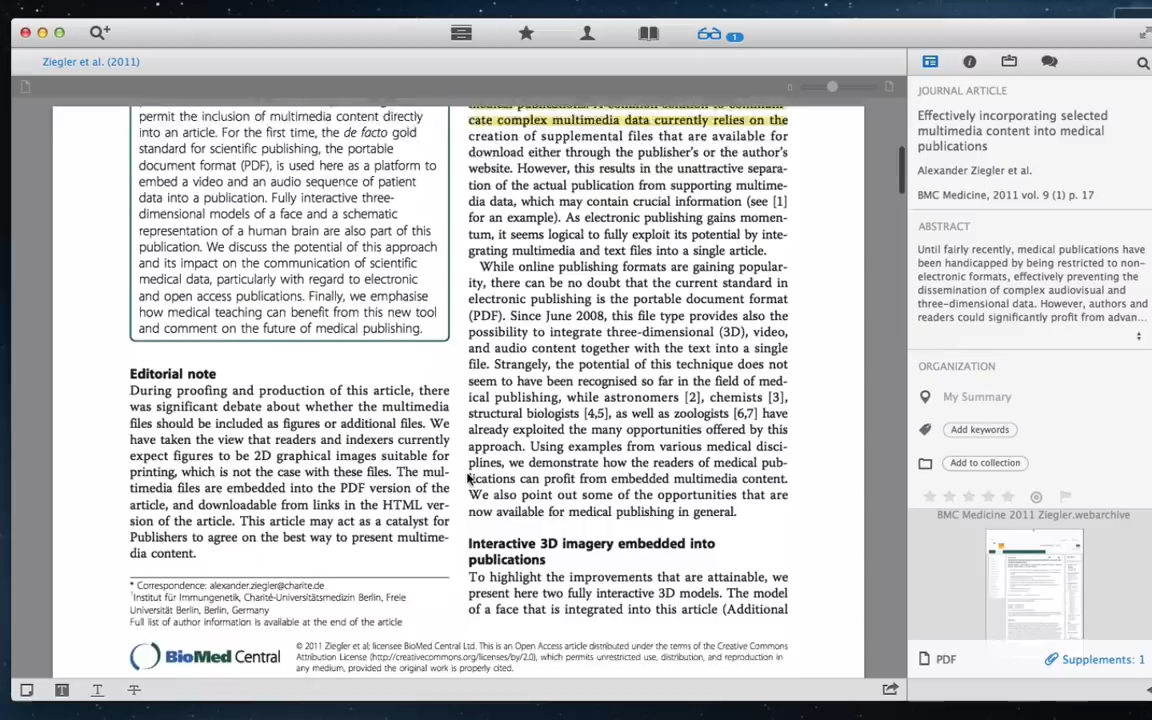 1
Ziegler et al. (2011)
permit the inclusion of multimedia content directly
into an article. For the first time, the de facto gold
standard for scientific publishing, the portable
document format (PDF), is used here as a platform to
embed a video and an audio sequence of patient
data into a publication. Fully interactive three-
dimensional models of a face and a schematic
representation of a human brain are also part of this
publication. We discuss the potential of this approach
and its impact on the communication of scientific
medical data, particularly with regard to electronic
and open access publications. Finally, we emphasise
how medical teaching can benefit from this new tool
and comment on the future of medical publishing.
Editorial note
During proofing and production of this article, there
was significant debate about whether the multimedia
files should be included as figures or additional files. We
have taken the view that readers and indexers currently
expect figures to be 2D graphical images suitable for
printing, which is not the case with these files. The mul-
timedia files are embedded into the PDF version of the
article, and downloadable from links in the HTML ver-
sion of the article. This article may act as a catalyst for
Publishers to agree on the best way to present multime-
dia content.
* Correspondence: alexander.ziegler@charite.de
1Institut für Immungenetik, Charité-Universitätsmedizin Berlin, Freie
Universität Berlin, Berlin, Germany
Full list of author information is available at the end of the article
medical publications. A common solution to communi-
cate complex multimedia data currently relies on the
creation of supplemental files that are available for
download either through the publisher's or the author's
website. However, this results in the unattractive separa-
tion of the actual publication from supporting multime-
dia data, which may contain crucial information (see [1]
for an example). As electronic publishing gains momen-
tum, it seems logical to fully exploit its potential by inte-
grating multimedia and text files into a single article.
While online publishing formats are gaining popular-
ity, there can be no doubt that the current standard in
electronic publishing is the portable document format
(PDF). Since June 2008, this file type provides also the
possibility to integrate three-dimensional (3D), video,
and audio content together with the text into a single
file. Strangely, the potential of this technique does not
seem to have been recognised so far in the field of med-
ical publishing, while astronomers [2], chemists [3],
structural biologists [4,5], as well as zoologists [6,7] have
already exploited the many opportunities offered by this
approach. Using examples from various medical disci-
plines, we demonstrate how the readers of medical pub-
lications can profit from embedded multimedia content.
We also point out some of the opportunities that are
now available for medical publishing in general.
Interactive 3D imagery embedded into
publications
To highlight the improvements that are attainable, we
present here two fully interactive 3D models. The model
of a face that is integrated into this article (Additional
BioMed Central
© 2011 Ziegler et al; licensee BioMed Central Ltd. This is an Open Access article distributed under the terms of the Creative Commons
Attribution License (http://creativecommons.org/licenses/by/2.0), which permits unrestricted use, distribution, and reproduction in
any medium, provided the original work is properly cited.
JOURNAL ARTICLE
Effectively incorporating selected
multimedia content into medical
publications
Alexander Ziegler et al.
BMC Medicine, 2011 vol. 9 (1) p. 17
ABSTRACT
Until fairly recently, medical publications have
been handicapped by being restricted to non-
electronic formats, effectively preventing the
dissemination of complex audiovisual and
three-dimensional data. However, authors and
readers could significantly profit from advan...
ORGANIZATION
My Summary
Add keywords
Add to collection
BMC Medicine 2011 Ziegler.webarchive
PDF
Supplements: 1